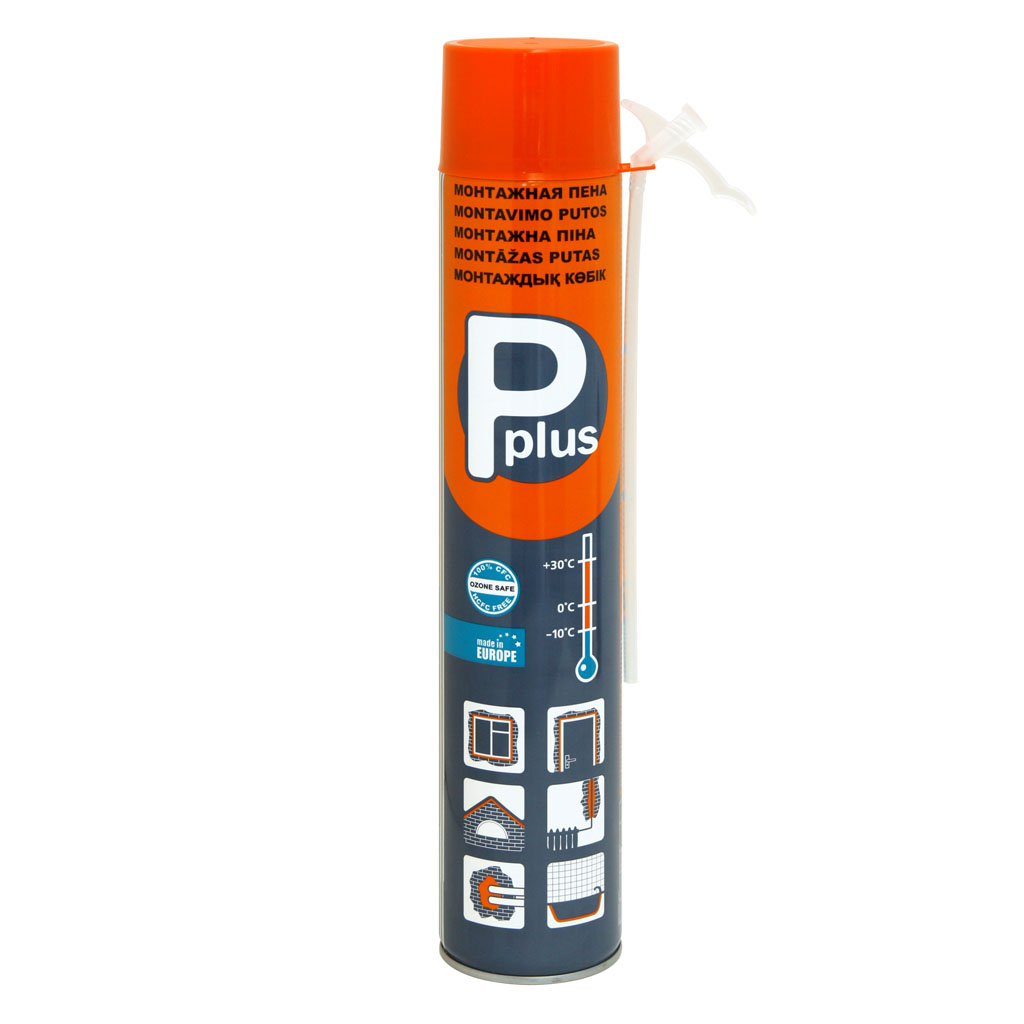 МОНТАЖНАЯ ПЕНА
MONTAVIMO PUTOS
МОНТАЖНА ПІНА
MONTĀŽAS PUTAS
МОНТАЖДЫҚ КӨБІК
P
plus
+30°C
100% CFC
OZONE SAFE
HCFC FREE
0°C
-10°C
made in
EUROPE